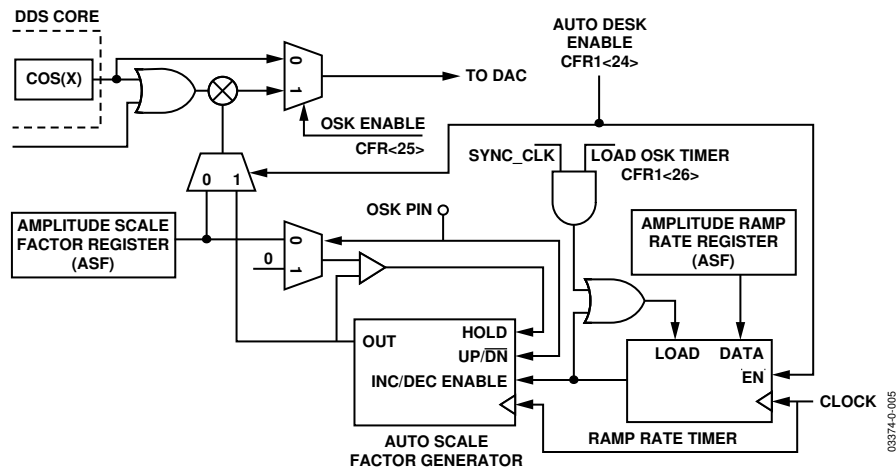 DDS CORE
COS(X)
0
1
TO DAC
OSK ENABLE
CFR<25>
AUTO DESK
ENABLE
CFR1<24>
SYNC_CLK
LOAD OSK TIMER
CFR1<26>
0 1
AMPLITUDE SCALE
FACTOR REGISTER
(ASF)
OSK PIN
0
1
0
AMPLITUDE RAMP
RATE REGISTER
(ASF)
OUT
HOLD
UP/DN
INC/DEC ENABLE
LOAD DATA
EN
CLOCK
AUTO SCALE
FACTOR GENERATOR
RAMP RATE TIMER
03374-0-005